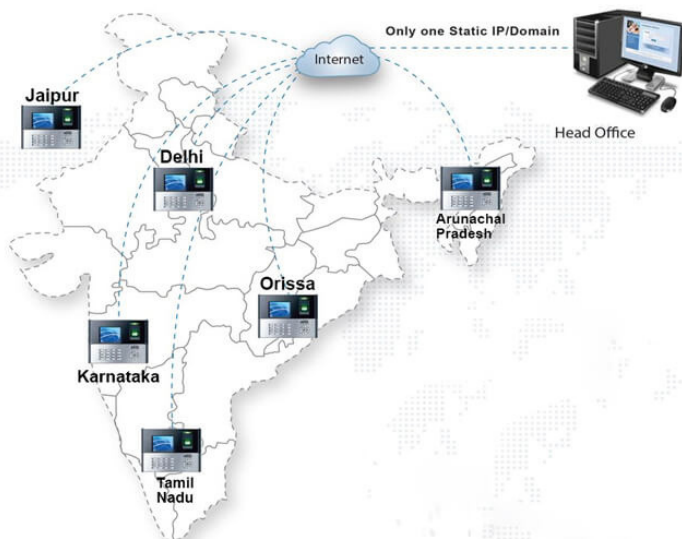 Only one Static IP/Domain
Internet
Jaipur
Head Office
Delhi
Arunachal
Pradesh
Orissa
Karnataka
Tamil
Nadu